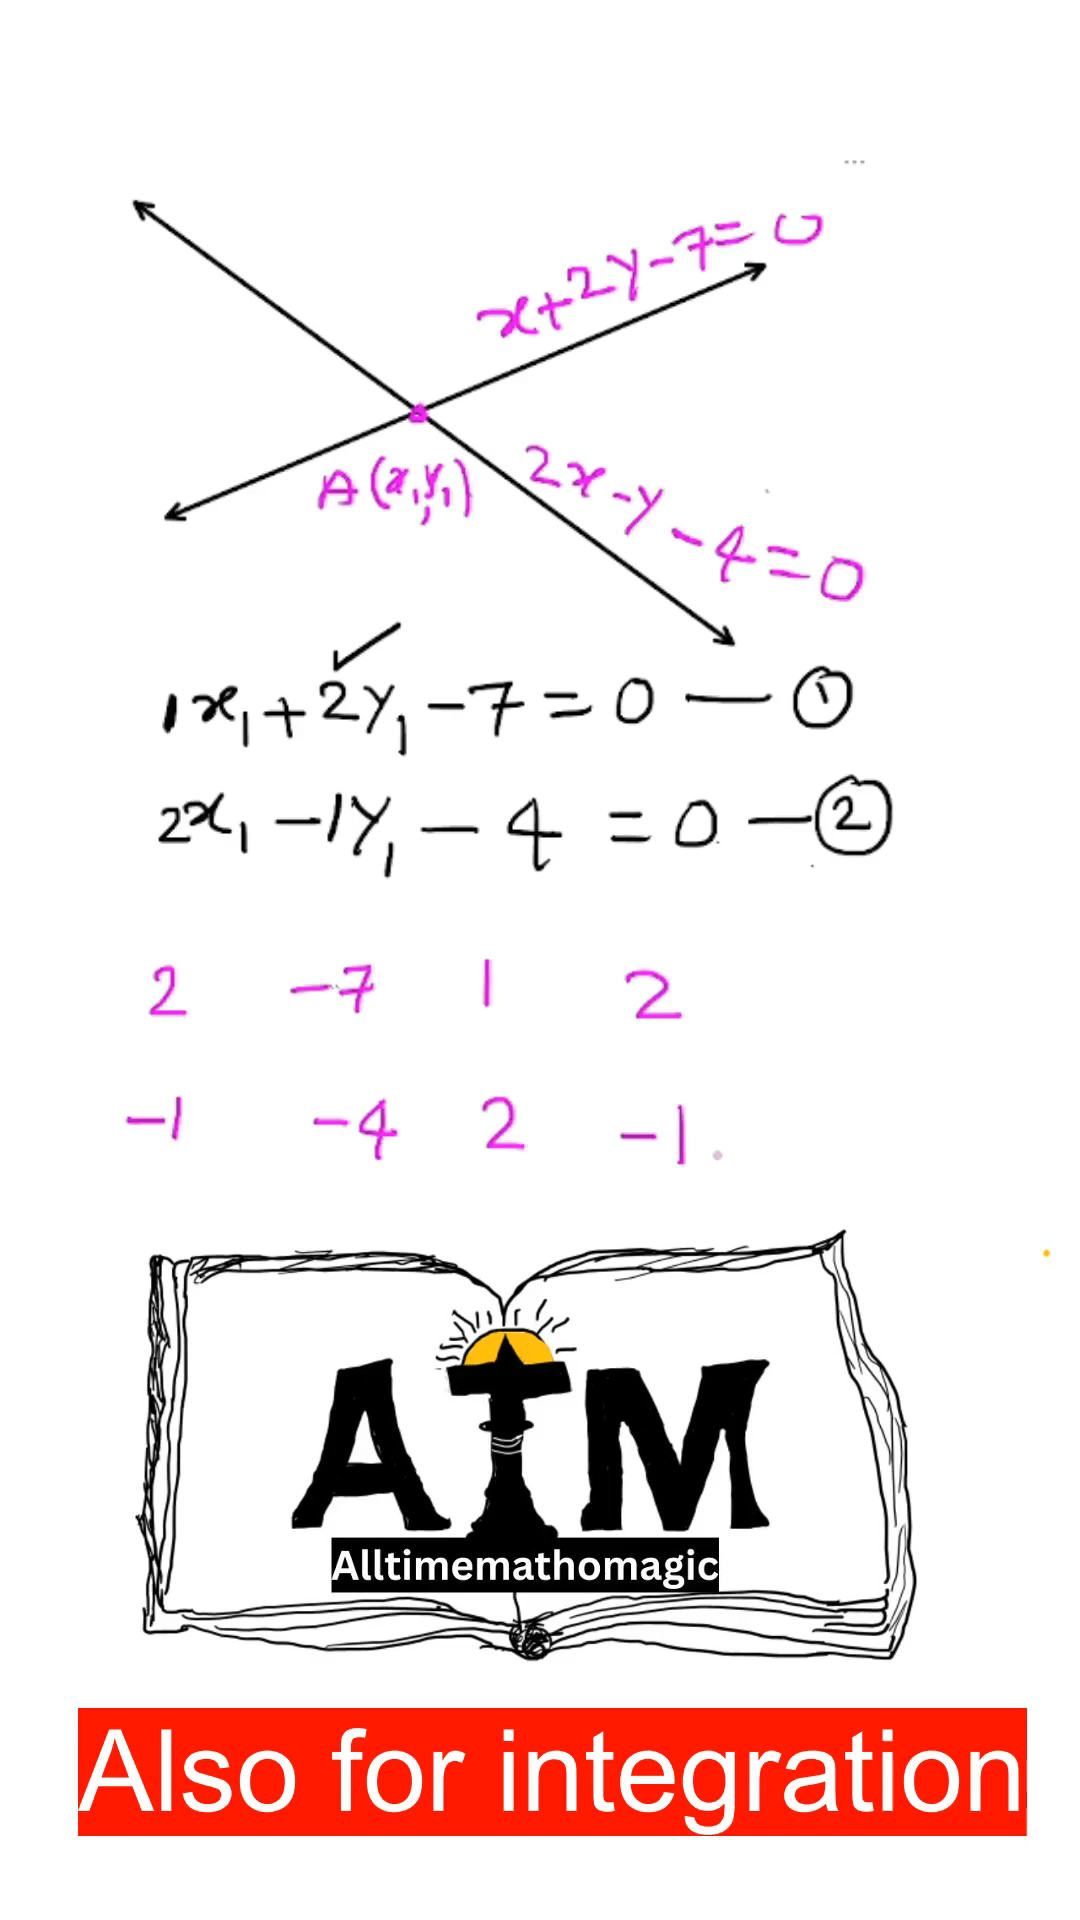 x+2y-7=0
A(x₁,y₁)
2x-y-4=0
1x₁+2y₁-7=0—①
2x₁-1y₁-4=0—②
2 -7 1 2
-1 -4 2 -1
ATM
Alltimemathomagic
Also for integration